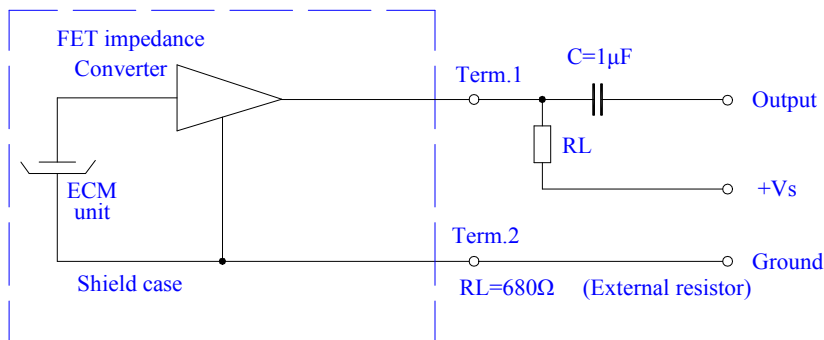 FET impedance
Converter
Term.1
C=1μF
Output
RL
ECM
unit
+Vs
Term.2
Ground
Shield case
RL=680Ω (External resistor)